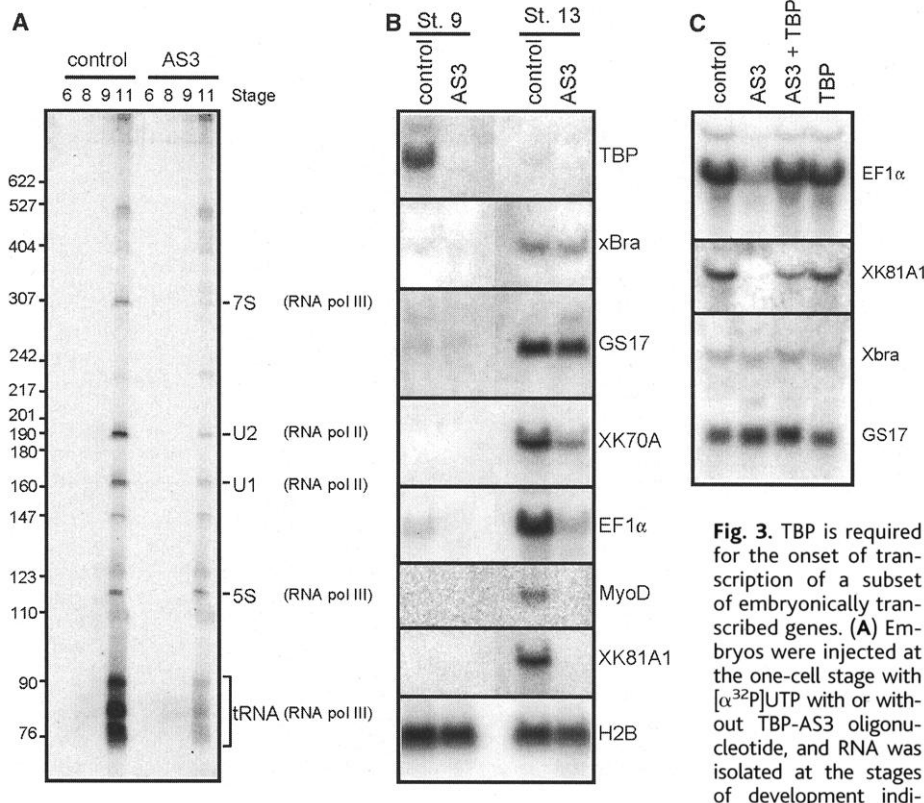 A
control AS3
6 8 9 11 6 8 9 11 Stage
622
527
404
307
242
217
201
190
180
160
147
123
110
90
76
7S (RNA pol III)
U2 (RNA pol II)
U1 (RNA pol II)
5S (RNA pol III)
tRNA (RNA pol III)
B
St. 9 St. 13
control AS3 control AS3
TBP
xBra
GS17
XK70A
EF1α
MyoD
XK81A1
H2B
C
control AS3 AS3 + TBP TBP
EF1α
XK81A1
Xbra
GS17
Fig. 3. TBP is required
for the onset of tran-
scription of a subset
of embryonically tran-
scribed genes. (A) Em-
bryos were injected at
the one-cell stage with
[α³²P]UTP with or with-
out TBP-AS3 oligonu-
cleotide, and RNA was
isolated at the stages
of development indi-